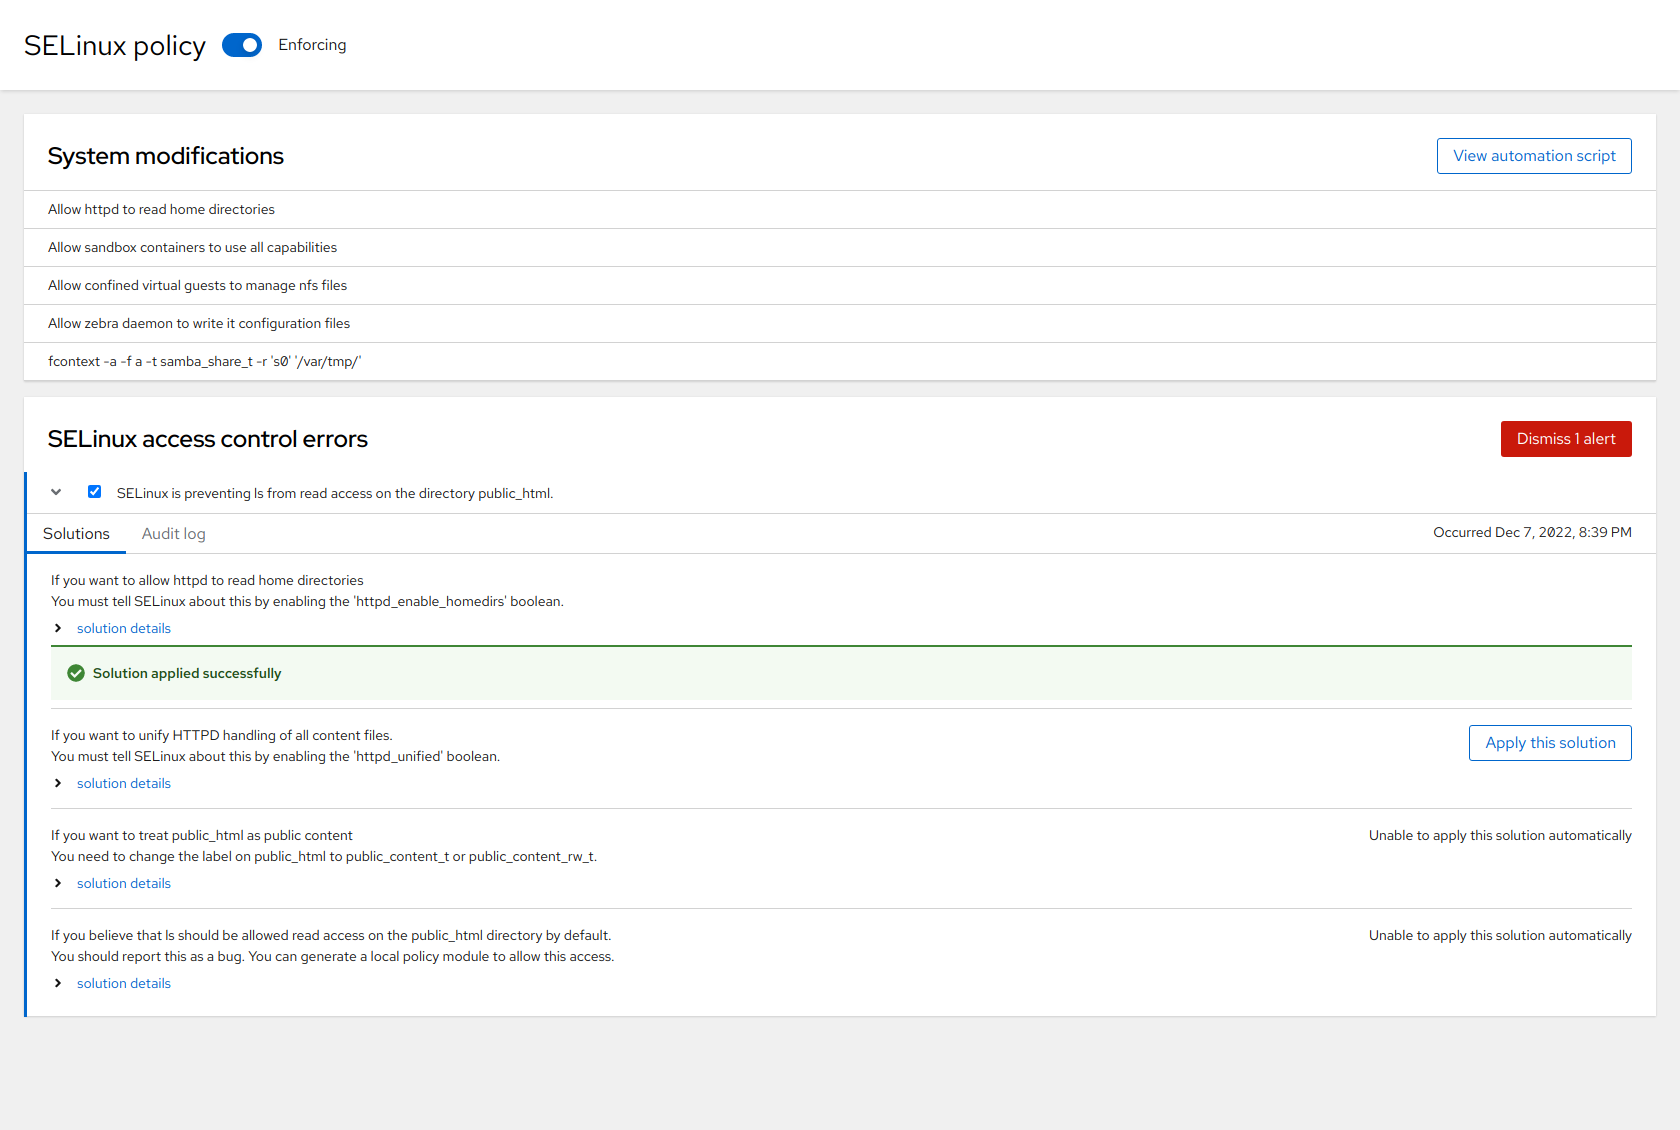 SELinux policy
Enforcing
System modifications
View automation script
Allow httpd to read home directories
Allow sandbox containers to use all capabilities
Allow confined virtual guests to manage nfs files
Allow zebra daemon to write it configuration files
fcontext -a -f a -t samba_share_t -r 's0' '/var/tmp/'
SELinux access control errors
Dismiss 1 alert
SELinux is preventing ls from read access on the directory public_html.
Solutions
Audit log
Occurred Dec 7, 2022, 8:39 PM
If you want to allow httpd to read home directories
You must tell SELinux about this by enabling the 'httpd_enable_homedirs' boolean.
solution details
Solution applied successfully
If you want to unify HTTPD handling of all content files.
Apply this solution
You must tell SELinux about this by enabling the 'httpd_unified' boolean.
solution details
If you want to treat public_html as public content
Unable to apply this solution automatically
You need to change the label on public_html to public_content_t or public_content_rw_t.
solution details
If you believe that ls should be allowed read access on the public_html directory by default.
Unable to apply this solution automatically
You should report this as a bug. You can generate a local policy module to allow this access.
solution details